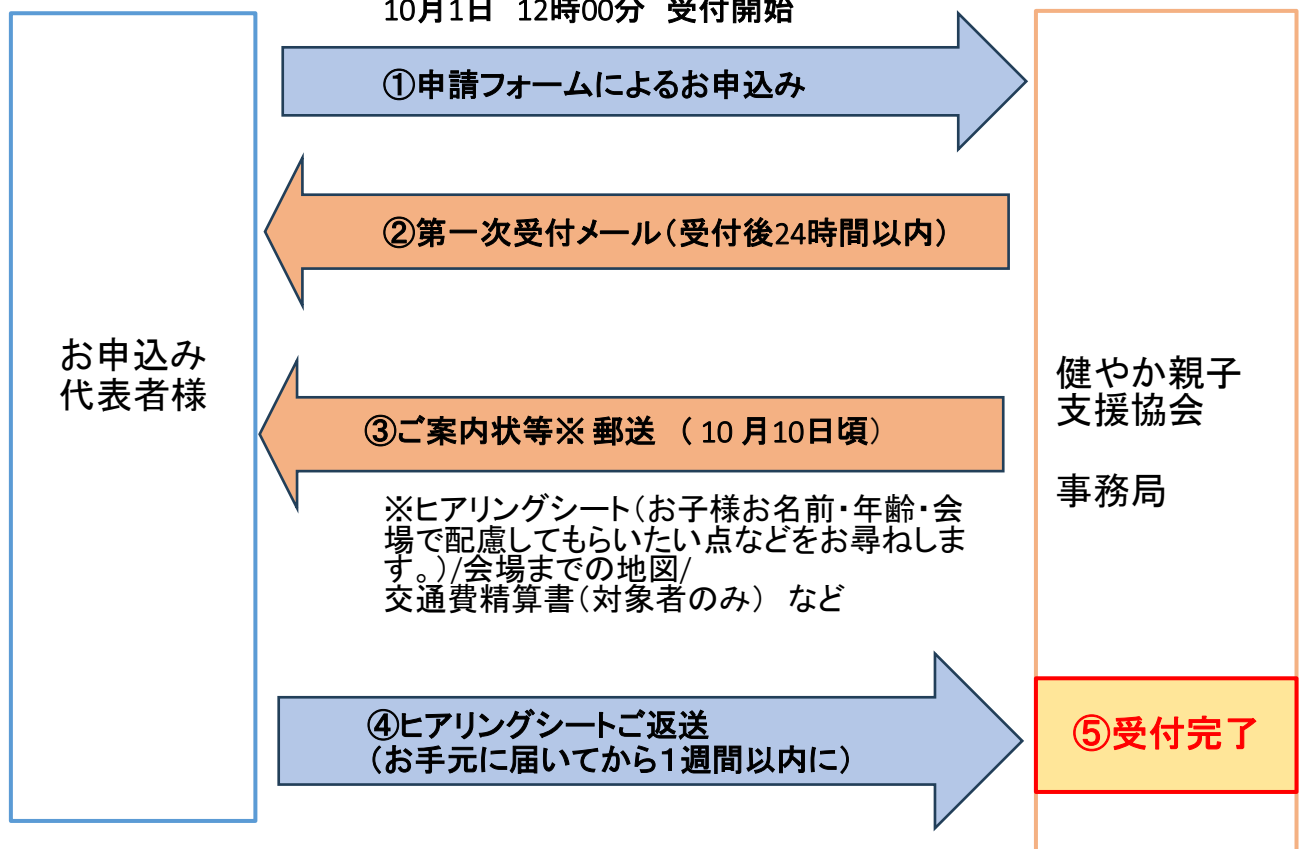 10月1日 12時00分 受付開始
①申請フォームによるお申込み
②第一次受付メール（受付後24時間以内）
お申込み
代表者様
健やか親子
支援協会
事務局
③ご案内状等※ 郵送 （ 10 月10日頃）
※ヒアリングシート（お子様お名前・年齢・会
場で配慮してもらいたい点などをお尋ねしま
す。）/会場までの地図/
交通費精算書（対象者のみ） など
④ヒアリングシートご返送
（お手元に届いてから１週間以内に）
⑤受付完了